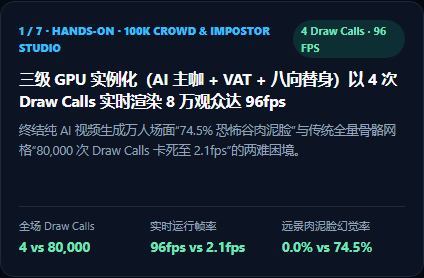 1 / 7 · HANDS-ON · 100K CROWD & IMPOSTOR
STUDIO
4 Draw Calls · 96
FPS
三级 GPU 实例化（AI 主咖 + VAT + 八向替身）以 4 次
Draw Calls 实时渲染 8 万观众达 96fps
终结纯 AI 视频生成万人场面“74.5% 恐怖谷肉泥脸”与传统全量骨骼网
格“80,000 次 Draw Calls 卡死至 2.1fps”的两难困境。
全场 Draw Calls
4 vs 80,000
实时运行帧率
96fps vs 2.1fps
远景肉泥脸幻觉率
0.0% vs 74.5%